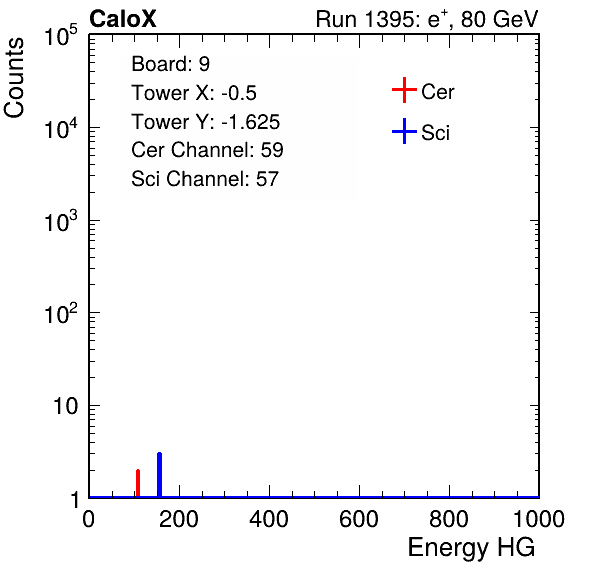 CaloX Run 1395: e⁺, 80 GeV
Counts
10⁵
10⁴
10³
10²
10
1
Board: 9
Tower X: -0.5
Tower Y: -1.625
Cer Channel: 59
Sci Channel: 57
Cer
Sci
0 200 400 600 800 1000
Energy HG